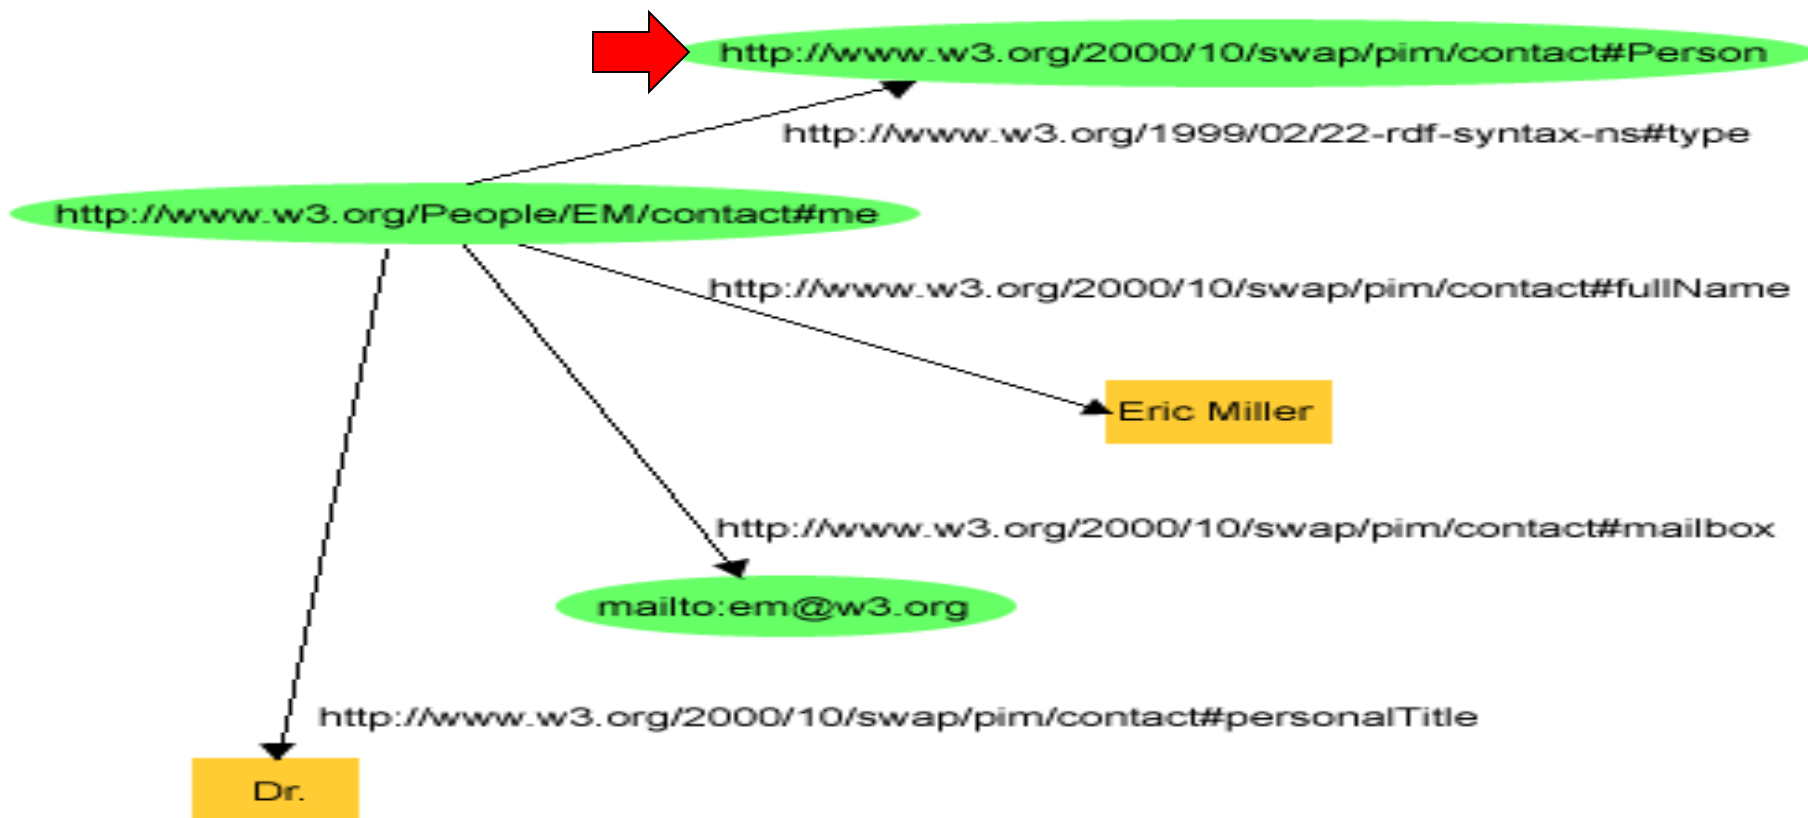 http://www.w3.org/2000/10/swap/pim/contact#Person
http://www.w3.org/1999/02/22-rdf-syntax-ns#type
http://www.w3.org/People/EM/contact#me
http://www.w3.org/2000/10/swap/pim/contact#fullName
Eric Miller
http://www.w3.org/2000/10/swap/pim/contact#mailbox
mailto:em@w3.org
http://www.w3.org/2000/10/swap/pim/contact#personalTitle
Dr.